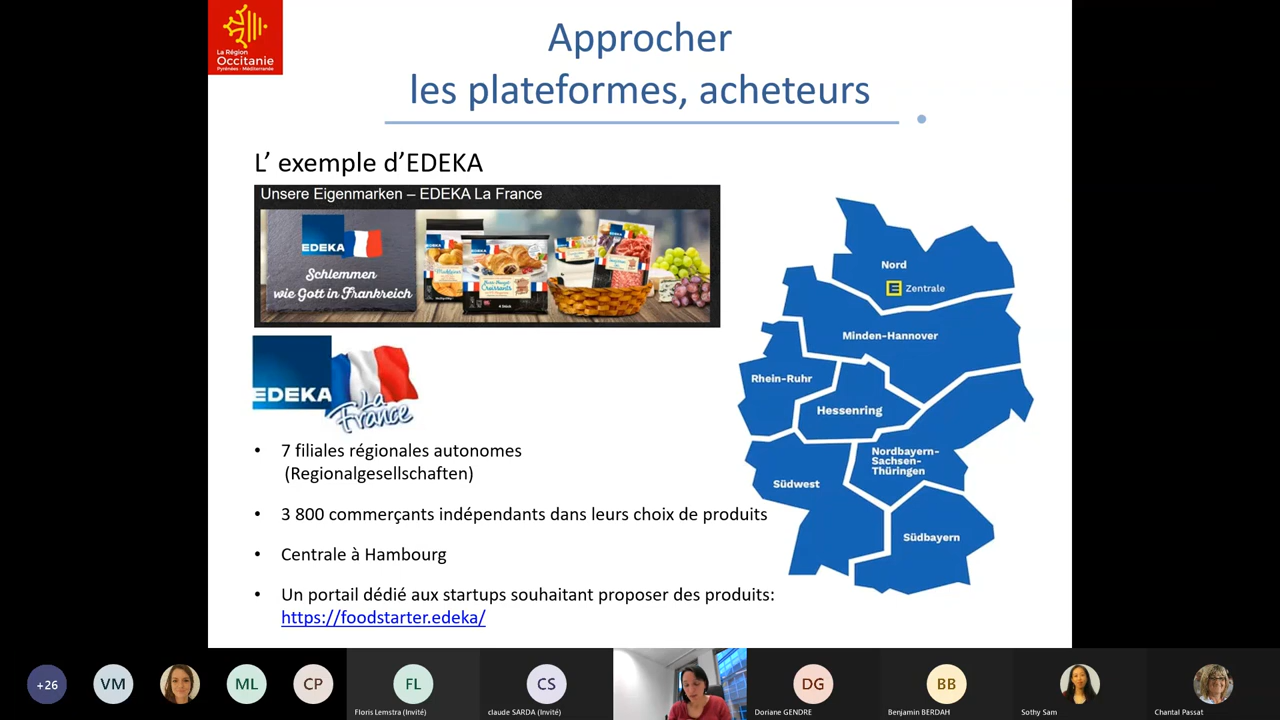 La Région
Occitanie
Pyrénées - Méditerranée
Approcher
les plateformes, acheteurs
L’ exemple d’EDEKA
Unsere Eigenmarken – EDEKA La France
EDEKA
Schlemmen
wie Gott in Frankreich
EDEKA
La
France
• 7 filiales régionales autonomes
(Regionalgesellschaften)
• 3 800 commerçants indépendants dans leurs choix de produits
• Centrale à Hambourg
• Un portail dédié aux startups souhaitant proposer des produits:
https://foodstarter.edeka/
Nord
E Zentrale
Minden-Hannover
Rhein-Ruhr
Hessenring
Nordbayern-
Sachsen-
Thüringen
Südwest
Südbayern
+26
VM
ML
CP
FL
Floris Lemstra (Invité)
CS
claude SARDA (Invité)
DG
Doriane GENDRE
BB
Benjamin BERDAH
Sothy Sam
Chantal Passat